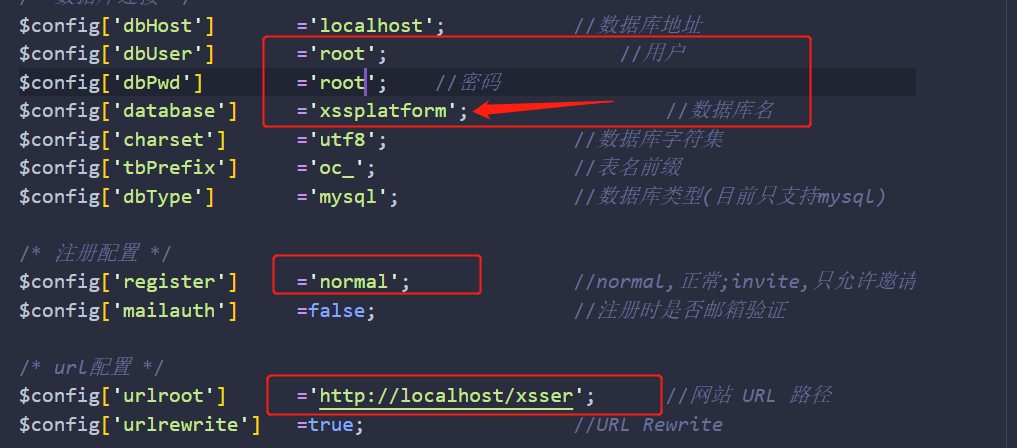 /* 数据库连接 */
$config['dbHost'] ='localhost'; //数据库地址
$config['dbUser'] ='root'; //用户
$config['dbPwd'] ='root'; //密码
$config['database'] ='xssplatform'; //数据库名
$config['charset'] ='utf8'; //数据库字符集
$config['tbPrefix'] ='oc_'; //表名前缀
$config['dbType'] ='mysql'; //数据库类型(目前只支持mysql)
/* 注册配置 */
$config['register'] ='normal'; //normal,正常;invite,只允许邀请
$config['mailauth'] =false; //注册时是否邮箱验证
/* url配置 */
$config['urlroot'] ='http://localhost/xsser'; //网站 URL 路径
$config['urlrewrite'] =true; //URL Rewrite